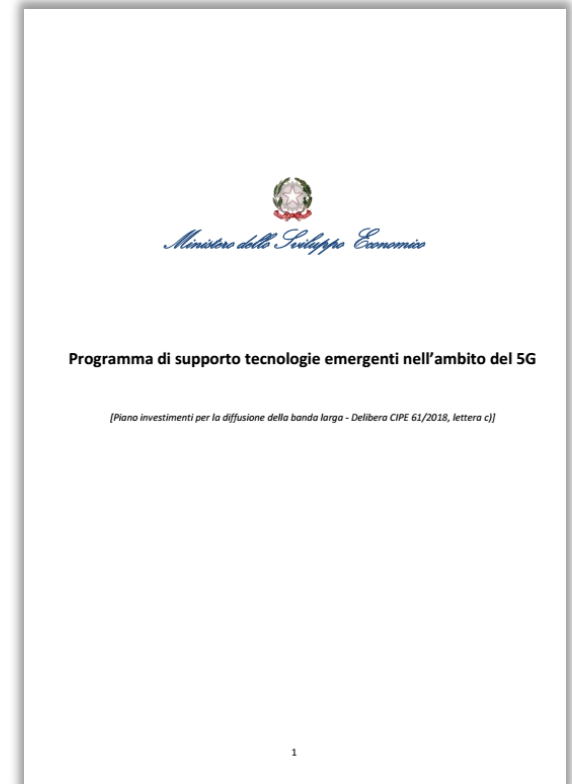 Ministero dello Sviluppo Economico
Programma di supporto tecnologie emergenti nell’ambito del 5G
[Piano investimenti per la diffusione della banda larga - Delibera CIPE 61/2018, lettera c)]
1